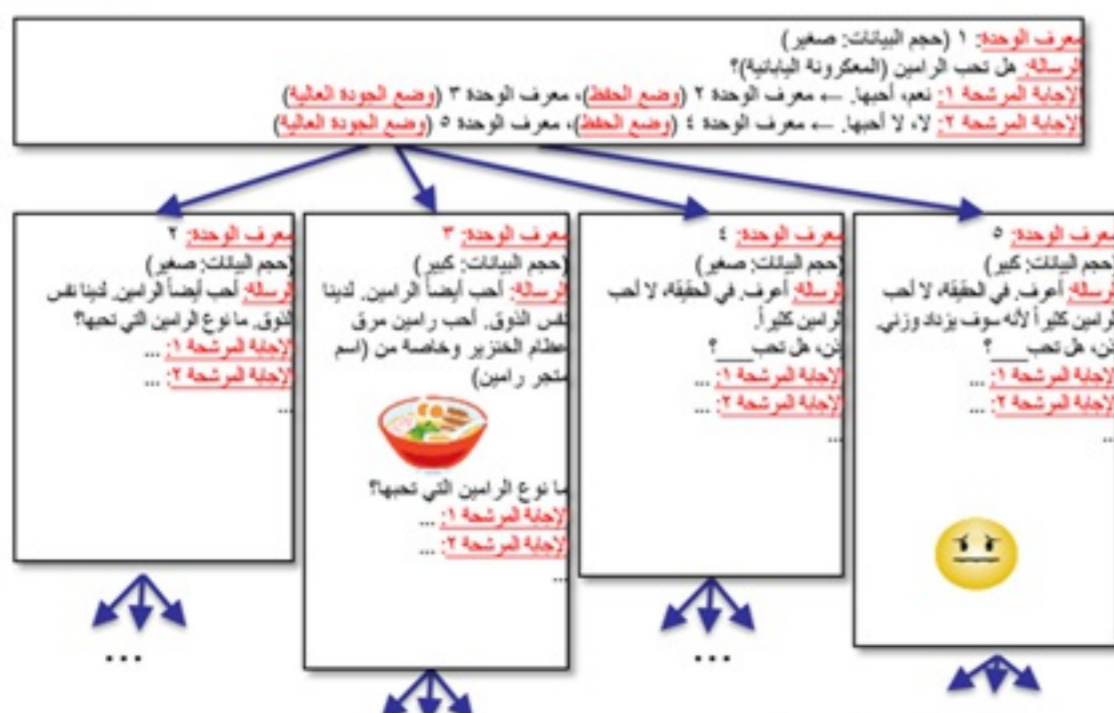 معرف الوحدة: ١ (حجم البيانات: صغير)
الرسالة: هل تحب الرامين (المعكرونة اليابانية)؟
الإجابة المرشحة ١: نعم، أحبها. ← معرف الوحدة ٢ (وضع الحفظ)، معرف الوحدة ٣ (وضع الجودة العالية)
الإجابة المرشحة ٢: لا، لا أحبها. ← معرف الوحدة ٤ (وضع الحفظ)، معرف الوحدة ٥ (وضع الجودة العالية)
معرف الوحدة: ٢
(حجم البيانات: صغير)
الرسالة: أحب أيضاً الرامين. لدينا نفس
الذوق. ما نوع الرامين التي تحبها؟
الإجابة المرشحة ١: ...
الإجابة المرشحة ٢: ...
...
...
معرف الوحدة: ٣
(حجم البيانات: كبير)
الرسالة: أحب أيضاً الرامين. لدينا
نفس الذوق. أحب رامين مرق
عظام الخنزير وخاصة من (اسم
متجر رامين)
ما نوع الرامين التي تحبها؟
الإجابة المرشحة ١: ...
الإجابة المرشحة ٢: ...
...
معرف الوحدة: ٤
(حجم البيانات: صغير)
الرسالة: أعرف. في الحقيقة، لا أحب
الرامين كثيراً.
إذن، هل تحب___؟
الإجابة المرشحة ١: ...
الإجابة المرشحة ٢: ...
...
...
معرف الوحدة: ٥
(حجم البيانات: كبير)
الرسالة: أعرف. في الحقيقة، لا أحب
الرامين كثيراً لأنه سوف يزداد وزني.
إذن، هل تحب___؟
الإجابة المرشحة ١: ...
الإجابة المرشحة ٢: ...
...